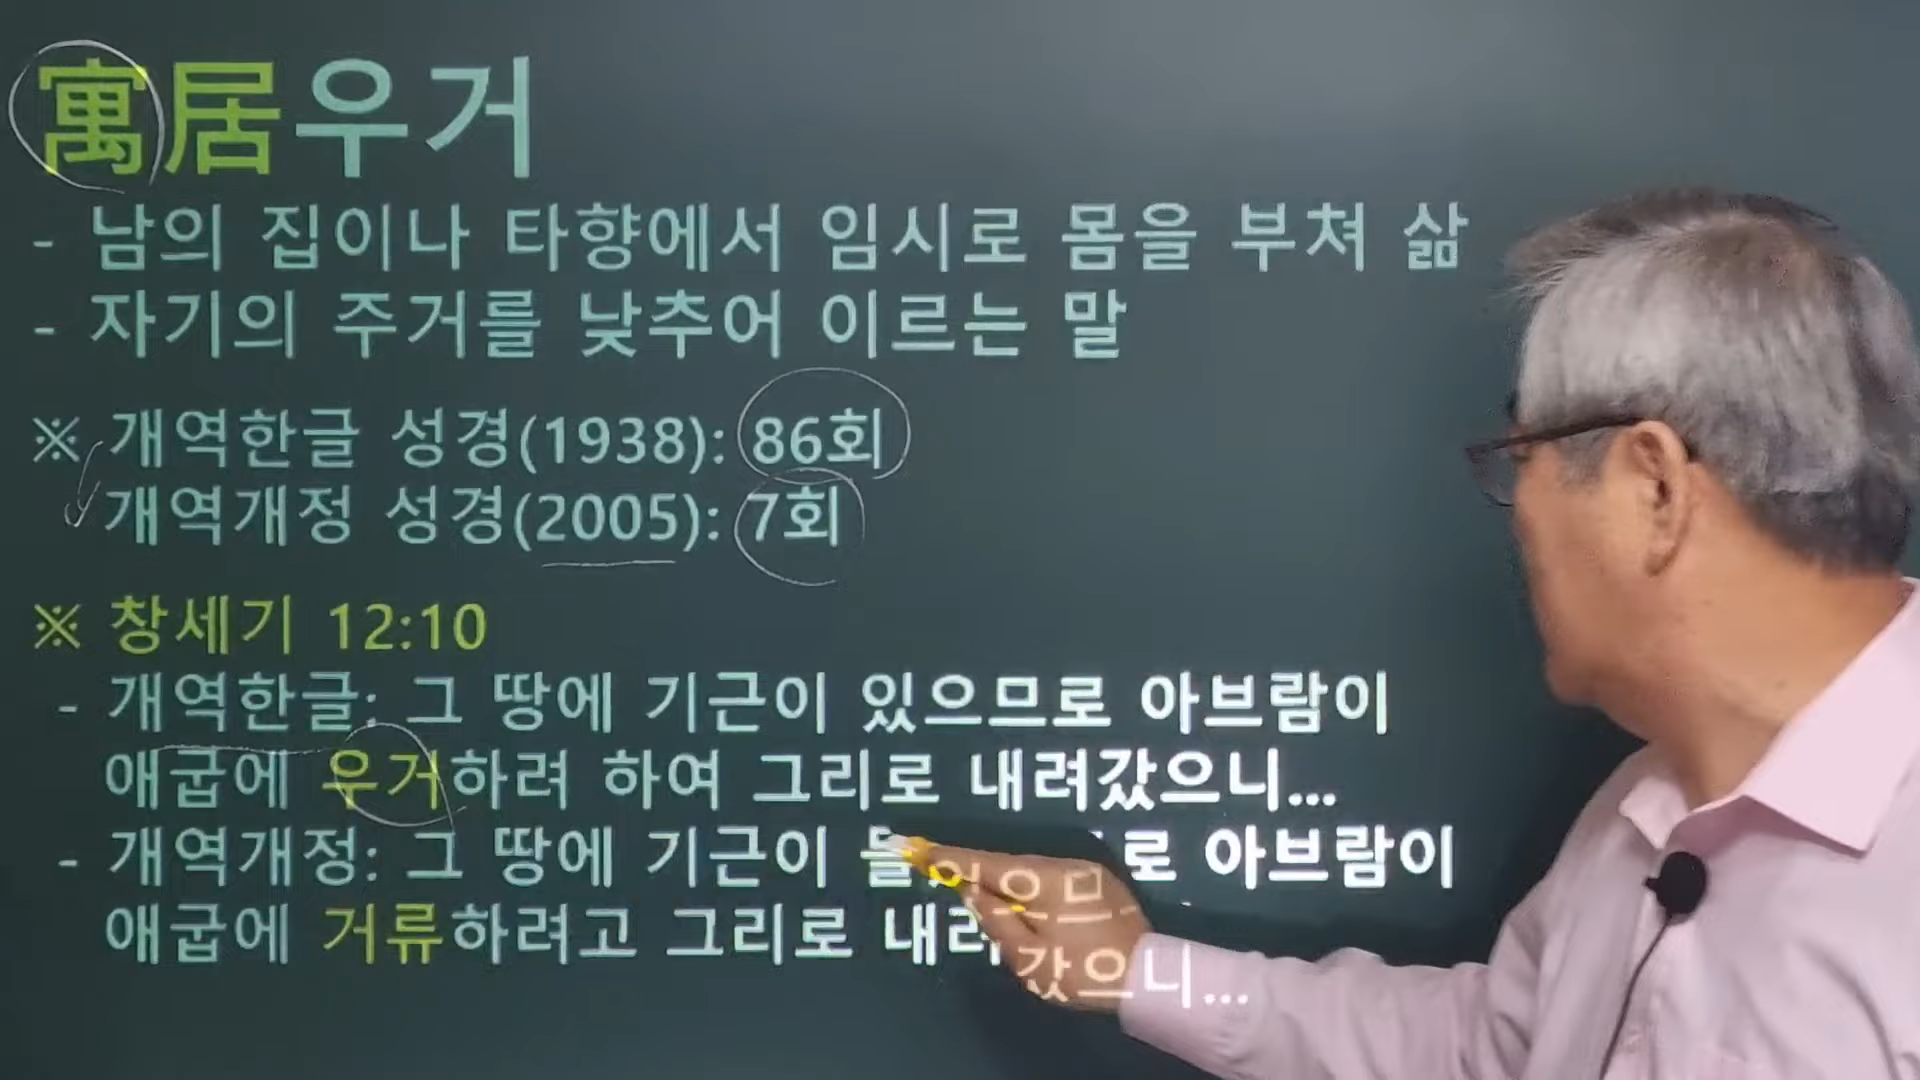 寓居우거
- 남의 집이나 타향에서 임시로 몸을 부쳐 삶
- 자기의 주거를 낮추어 이르는 말
※ 개역한글 성경(1938): 86회
개역개정 성경(2005): 7회
※ 창세기 12:10
- 개역한글: 그 땅에 기근이 있으므로 아브람이
애굽에 우거하려 하여 그리로 내려갔으니...
- 개역개정: 그 땅에 기근이 들었으므로 아브람이
애굽에 거류하려고 그리로 내려갔으니...